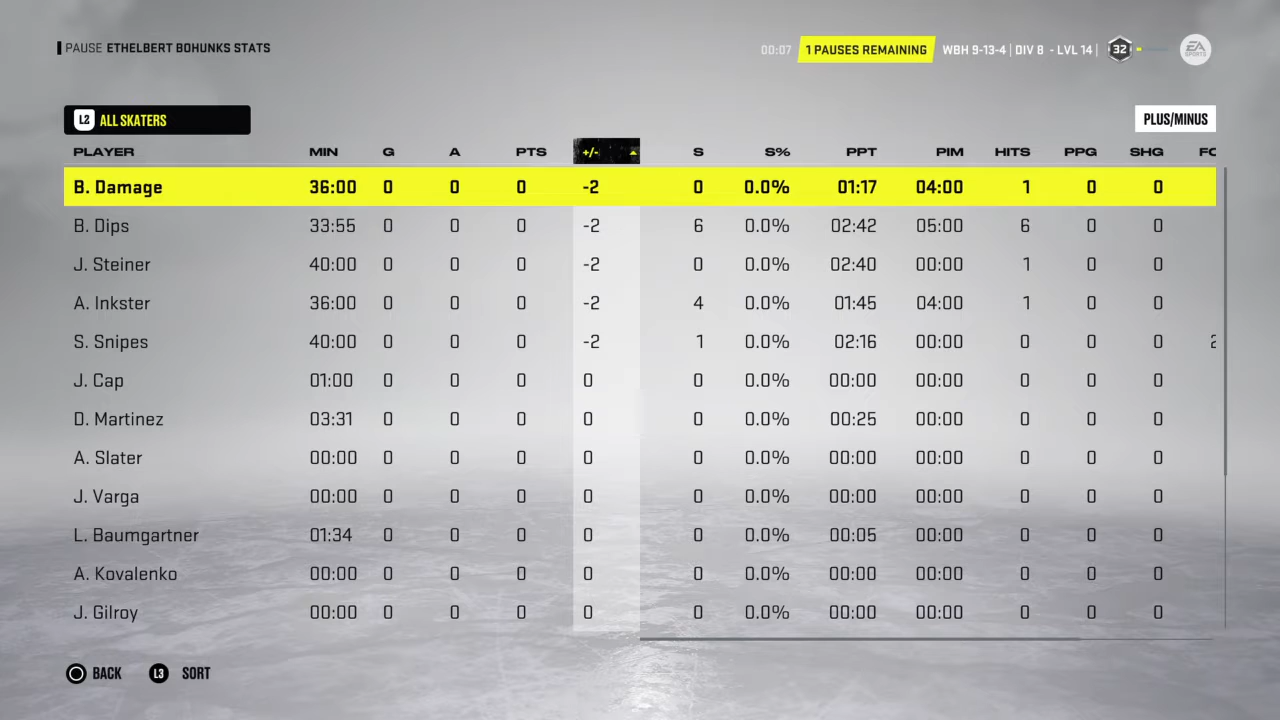 PAUSE ETHELBERT BOHUNKS STATS
00:07 1 PAUSES REMAINING WBH 9-13-4 | DIV 8 - LVL 14 | 32 EA SPORTS
L2 ALL SKATERS
PLUS/MINUS
PLAYER MIN G A PTS +/- S S% PPT PIM HITS PPG SHG FO
B. Damage 36:00 0 0 0 -2 0 0.0% 01:17 04:00 1 0 0
B. Dips 33:55 0 0 0 -2 6 0.0% 02:42 05:00 6 0 0
J. Steiner 40:00 0 0 0 -2 0 0.0% 02:40 00:00 1 0 0
A. Inkster 36:00 0 0 0 -2 4 0.0% 01:45 04:00 1 0 0
S. Snipes 40:00 0 0 0 -2 1 0.0% 02:16 00:00 0 0 0 2
J. Cap 01:00 0 0 0 0 0 0.0% 00:00 00:00 0 0 0
D. Martinez 03:31 0 0 0 0 0 0.0% 00:25 00:00 0 0 0
A. Slater 00:00 0 0 0 0 0 0.0% 00:00 00:00 0 0 0
J. Varga 00:00 0 0 0 0 0 0.0% 00:00 00:00 0 0 0
L. Baumgartner 01:34 0 0 0 0 0 0.0% 00:05 00:00 0 0 0
A. Kovalenko 00:00 0 0 0 0 0 0.0% 00:00 00:00 0 0 0
J. Gilroy 00:00 0 0 0 0 0 0.0% 00:00 00:00 0 0 0
BACK L3 SORT